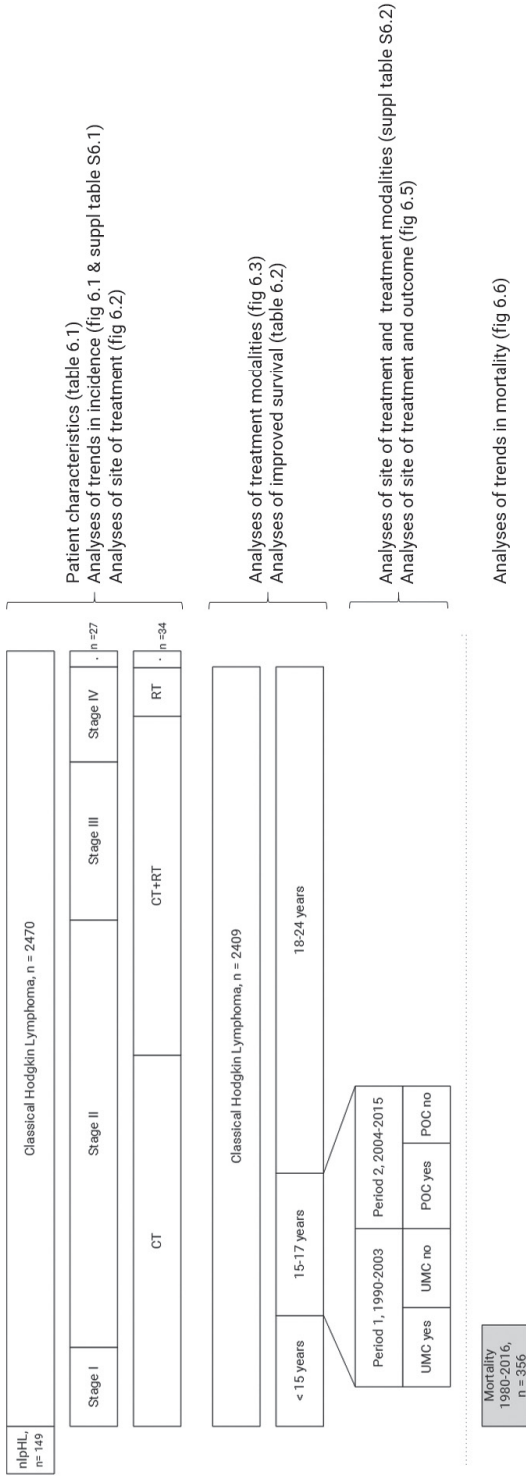 nlpHL,
n= 149
Classical Hodgkin Lymphoma, n = 2470
Stage I
Stage II
Stage III
Stage IV
. n =27
CT
CT+RT
RT
. n =34
Patient characteristics (table 6.1)
Analyses of trends in incidence (fig 6.1 & suppl table S6.1)
Analyses of site of treatment (fig 6.2)
Classical Hodgkin Lymphoma, n = 2409
< 15 years
15-17 years
18-24 years
Analyses of treatment modalities (fig 6.3)
Analyses of improved survival (table 6.2)
Period 1, 1990-2003
Period 2, 2004-2015
UMC yes
UMC no
POC yes
POC no
Analyses of site of treatment and treatment modalities (suppl table S6.2)
Analyses of site of treatment and outcome (fig 6.5)
Mortality
1980-2016,
n = 356
Analyses of trends in mortality (fig 6.6)